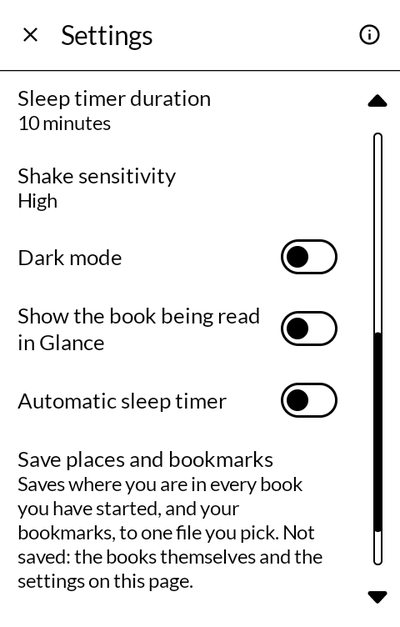 Settings
Sleep timer duration
10 minutes
Shake sensitivity
High
Dark mode
Show the book being read
in Glance
Automatic sleep timer
Save places and bookmarks
Saves where you are in every book
you have started, and your
bookmarks, to one file you pick. Not
saved: the books themselves and the
settings on this page.